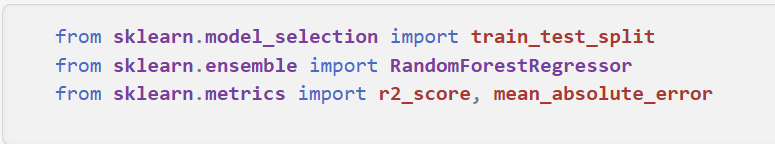 from sklearn.model_selection import train_test_split
from sklearn.ensemble import RandomForestRegressor
from sklearn.metrics import r2_score, mean_absolute_error